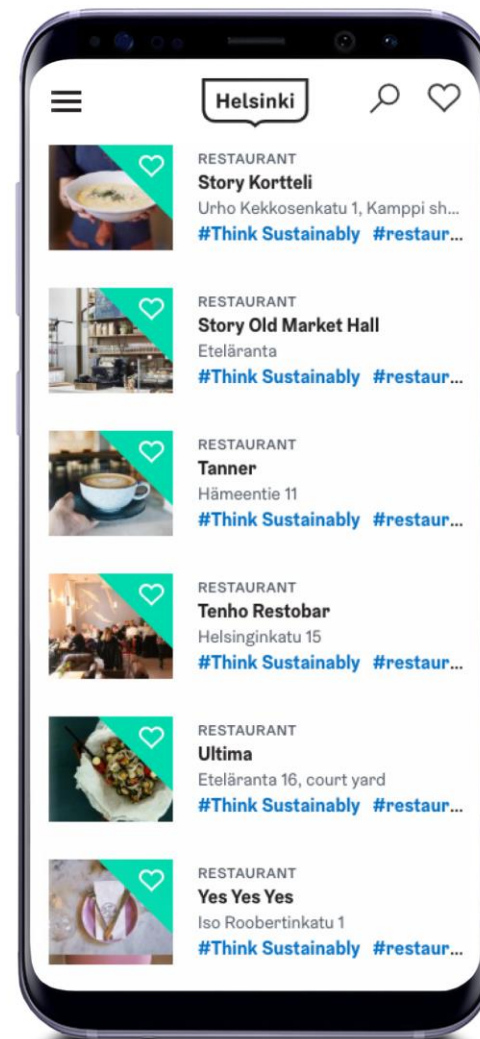 Helsinki
RESTAURANT
Story Kortteli
Urho Kekkosenkatu 1, Kamppi sh...
#Think Sustainably #restaur...
RESTAURANT
Story Old Market Hall
Eteläranta
#Think Sustainably #restaur...
RESTAURANT
Tanner
Hämeentie 11
#Think Sustainably #restaur...
RESTAURANT
Tenho Restobar
Helsinginkatu 15
#Think Sustainably #restaur...
RESTAURANT
Ultima
Eteläranta 16, court yard
#Think Sustainably #restaur...
RESTAURANT
Yes Yes Yes
Iso Roobertinkatu 1
#Think Sustainably #restaur...